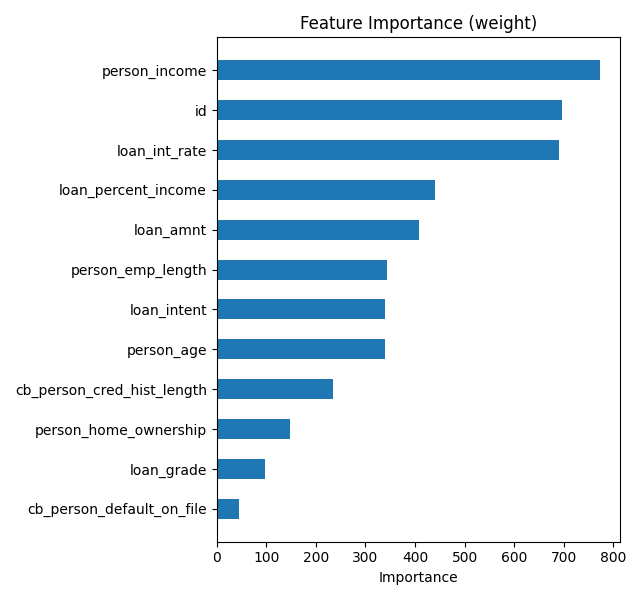 Feature Importance (weight)
person_income
id
loan_int_rate
loan_percent_income
loan_amnt
person_emp_length
loan_intent
person_age
cb_person_cred_hist_length
person_home_ownership
loan_grade
cb_person_default_on_file
0 100 200 300 400 500 600 700 800
Importance